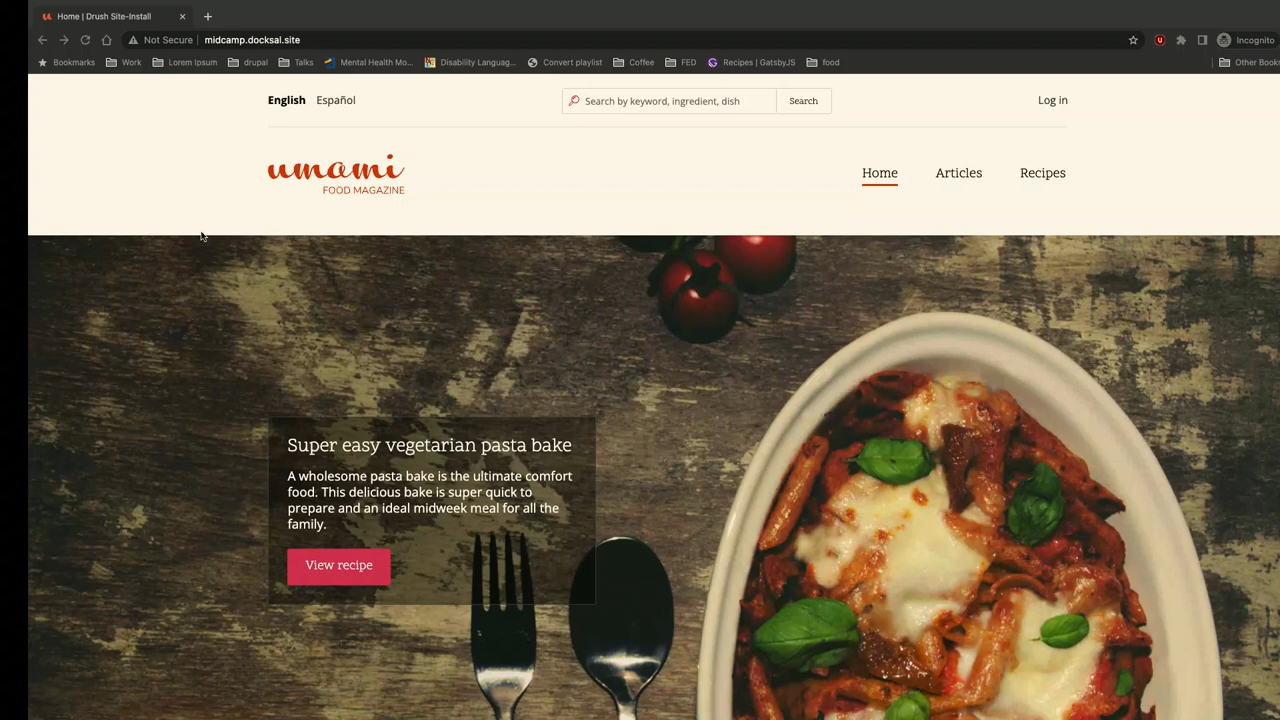 Home | Drush Site-Install
Not Secure
midcamp.docksal.site
Incognito
Bookmarks
Work
Lorem Ipsum
drupal
Talks
Mental Health Mo...
Disability Languag...
Convert playlist
Coffee
FED
Recipes | GatsbyJS
food
Other Book
English
Español
Search by keyword, ingredient, dish
Search
Log in
umami
FOOD MAGAZINE
Home
Articles
Recipes
Super easy vegetarian pasta bake
A wholesome pasta bake is the ultimate comfort
food. This delicious bake is super quick to
prepare and an ideal midweek meal for all the
family.
View recipe